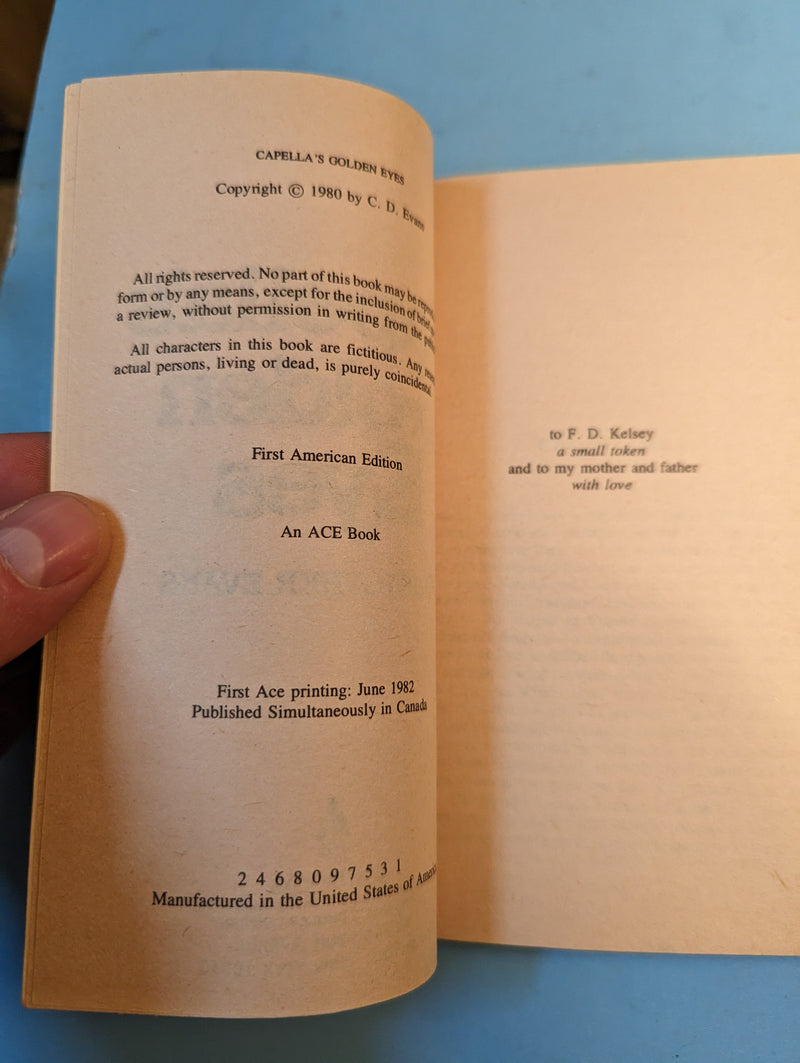 CAPELLA'S GOLDEN EYES
Copyright © 1980 by C. D. Evans
All rights reserved. No part of this book may be
form or by any means, except for the inclusion of brief
a review, without permission in writing from the
All characters in this book are fictitious. Any
actual persons, living or dead, is purely coincidental
First American Edition
An ACE Book
First Ace printing: June 1982
Published Simultaneously in Canada
2 4 6 8 0 9 7 5 3 1
Manufactured in the United States of America
to F. D. Kelsey
a small token
and to my mother and father
with love